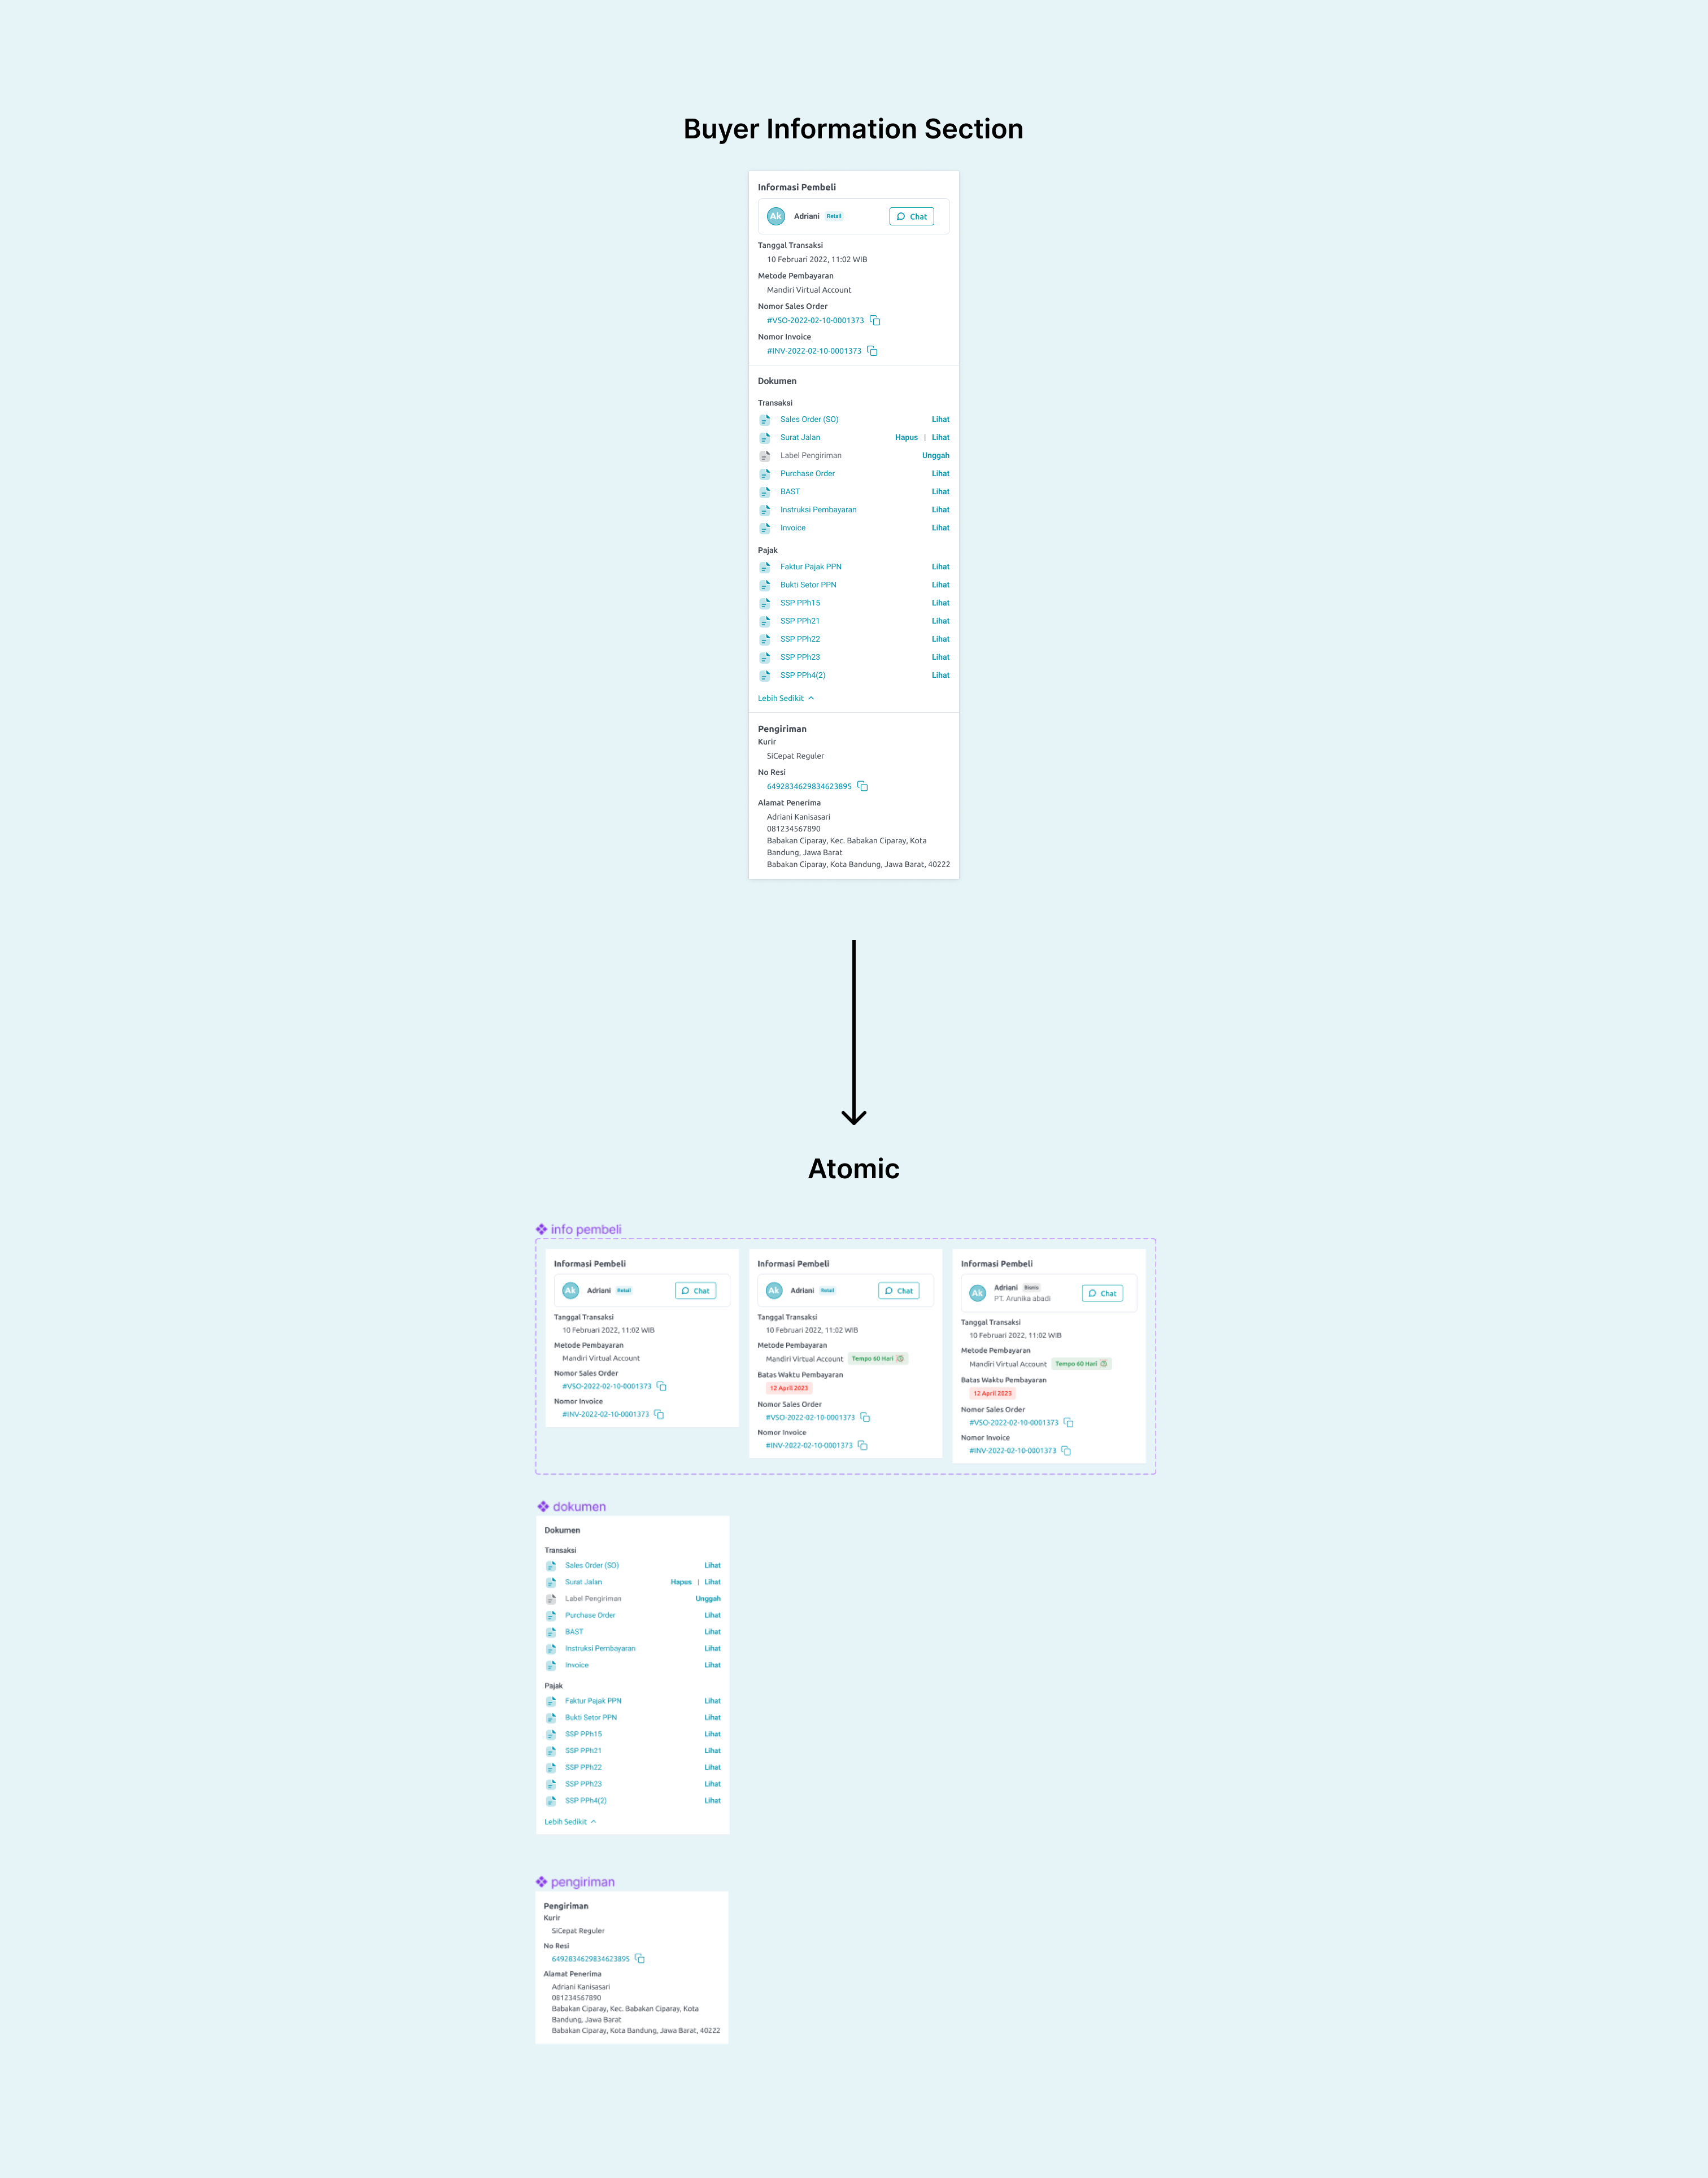 Buyer Information Section
Informasi Pembeli
Ak Adriani Retail Chat
Tanggal Transaksi
10 Februari 2022, 11:02 WIB
Metode Pembayaran
Mandiri Virtual Account
Nomor Sales Order
#VSO-2022-02-10-0001373
Nomor Invoice
#INV-2022-02-10-0001373
Dokumen
Transaksi
Sales Order (SO) Lihat
Surat Jalan Hapus | Lihat
Label Pengiriman Unggah
Purchase Order Lihat
BAST Lihat
Instruksi Pembayaran Lihat
Invoice Lihat
Pajak
Faktur Pajak PPN Lihat
Bukti Setor PPN Lihat
SSP PPh15 Lihat
SSP PPh21 Lihat
SSP PPh22 Lihat
SSP PPh23 Lihat
SSP PPh4(2) Lihat
Lebih Sedikit
Pengiriman
Kurir
SiCepat Reguler
No Resi
6492834629834623895
Alamat Penerima
Adriani Kanisasari
081234567890
Babakan Ciparay, Kec. Babakan Ciparay, Kota
Bandung, Jawa Barat
Babakan Ciparay, Kota Bandung, Jawa Barat, 40222
Atomic
info pembeli
Informasi Pembeli
Ak Adriani Retail Chat
Tanggal Transaksi
10 Februari 2022, 11:02 WIB
Metode Pembayaran
Mandiri Virtual Account
Nomor Sales Order
#VSO-2022-02-10-0001373
Nomor Invoice
#INV-2022-02-10-0001373
Informasi Pembeli
Ak Adriani Retail Chat
Tanggal Transaksi
10 Februari 2022, 11:02 WIB
Metode Pembayaran
Mandiri Virtual Account Tempo 60 Hari
Batas Waktu Pembayaran
12 April 2023
Nomor Sales Order
#VSO-2022-02-10-0001373
Nomor Invoice
#INV-2022-02-10-0001373
Informasi Pembeli
Ak Adriani Bisnis Chat
PT. Arunika abadi
Tanggal Transaksi
10 Februari 2022, 11:02 WIB
Metode Pembayaran
Mandiri Virtual Account Tempo 60 Hari
Batas Waktu Pembayaran
12 April 2023
Nomor Sales Order
#VSO-2022-02-10-0001373
Nomor Invoice
#INV-2022-02-10-0001373
dokumen
Dokumen
Transaksi
Sales Order (SO) Lihat
Surat Jalan Hapus | Lihat
Label Pengiriman Unggah
Purchase Order Lihat
BAST Lihat
Instruksi Pembayaran Lihat
Invoice Lihat
Pajak
Faktur Pajak PPN Lihat
Bukti Setor PPN Lihat
SSP PPh15 Lihat
SSP PPh21 Lihat
SSP PPh22 Lihat
SSP PPh23 Lihat
SSP PPh4(2) Lihat
Lebih Sedikit
pengiriman
Pengiriman
Kurir
SiCepat Reguler
No Resi
6492834629834623895
Alamat Penerima
Adriani Kanisasari
081234567890
Babakan Ciparay, Kec. Babakan Ciparay, Kota
Bandung, Jawa Barat
Babakan Ciparay, Kota Bandung, Jawa Barat, 40222